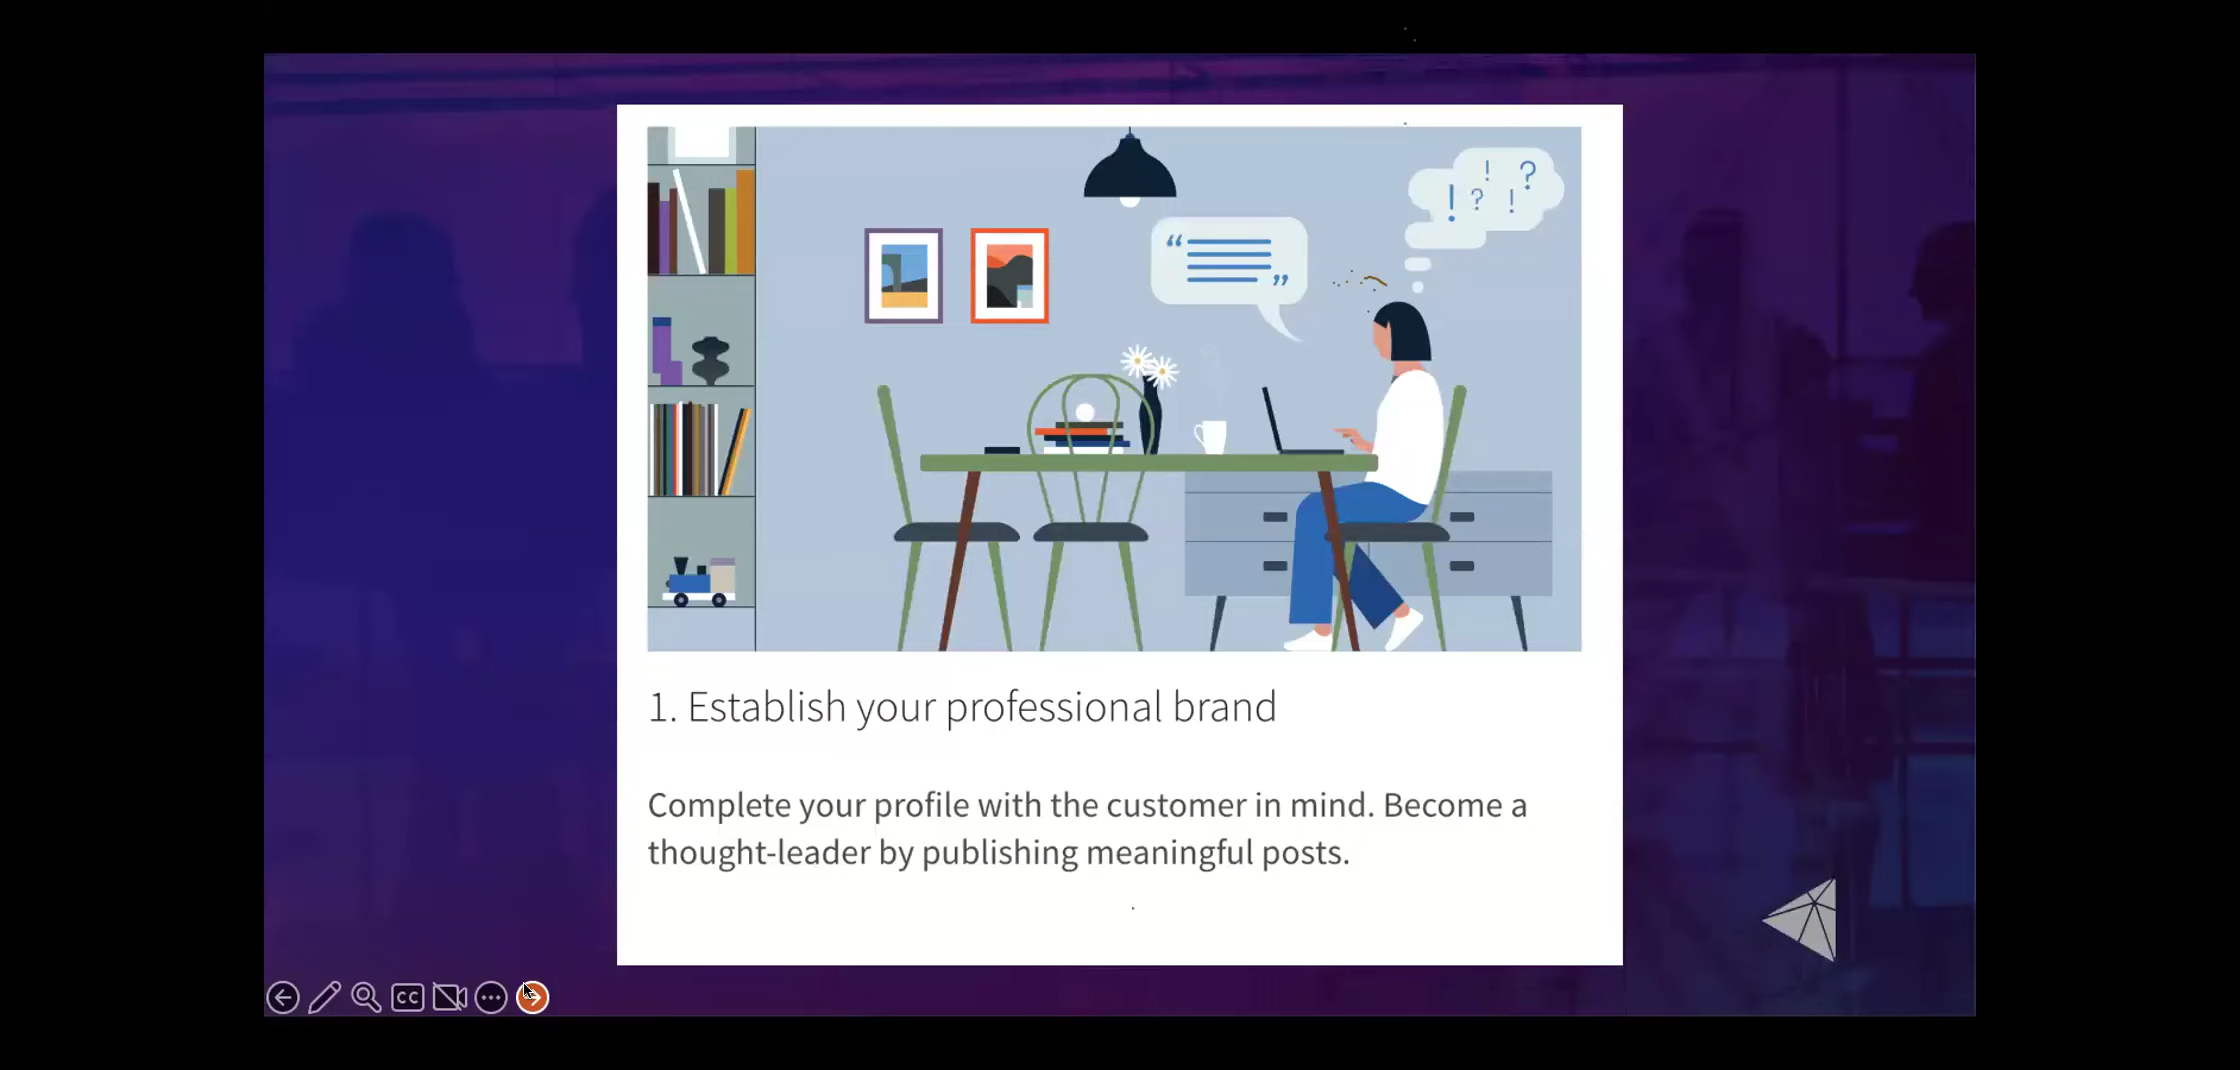 ! ?
! ? !
“ ”
1. Establish your professional brand
Complete your profile with the customer in mind. Become a
thought-leader by publishing meaningful posts.
CC